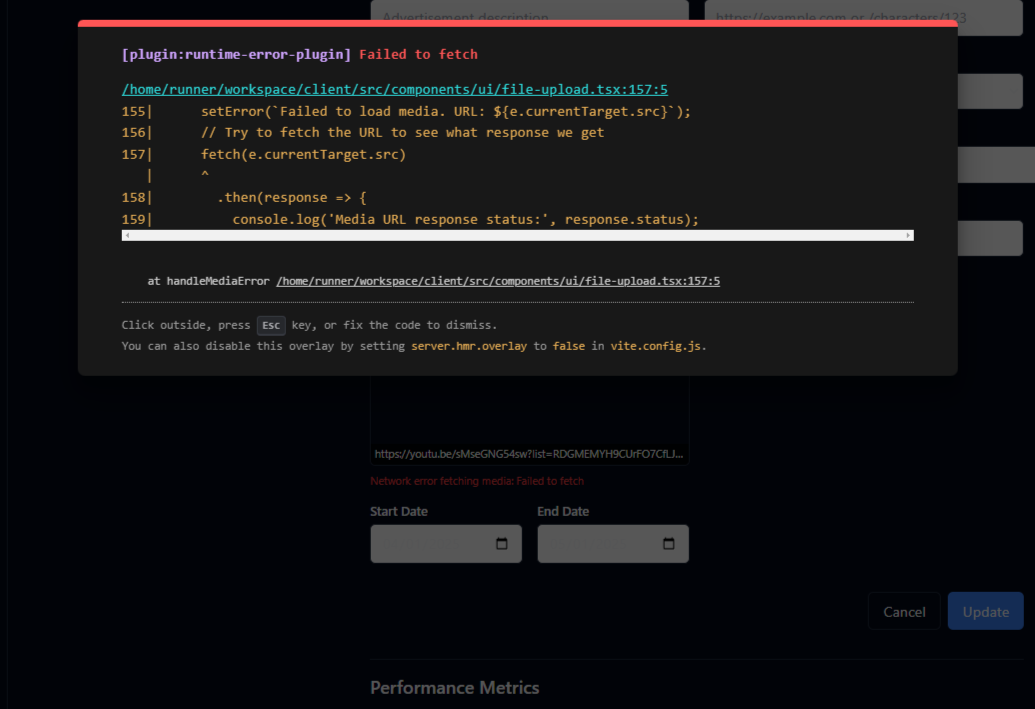 Advertisement description
https://example.com or /characters/123
[plugin:runtime-error-plugin] Failed to fetch
/home/runner/workspace/client/src/components/ui/file-upload.tsx:157:5
155|      setError(`Failed to load media. URL: ${e.currentTarget.src}`);
156|      // Try to fetch the URL to see what response we get
157|      fetch(e.currentTarget.src)
   |      ^
158|        .then(response => {
159|          console.log('Media URL response status:', response.status);
at handleMediaError /home/runner/workspace/client/src/components/ui/file-upload.tsx:157:5
Click outside, press Esc key, or fix the code to dismiss.
You can also disable this overlay by setting server.hmr.overlay to false in vite.config.js.
https://youtu.be/sMseGNG54sw?list=RDGMEMYH9CUrFO7CfLJ...
Network error fetching media: Failed to fetch
Start Date End Date
Cancel Update
Performance Metrics